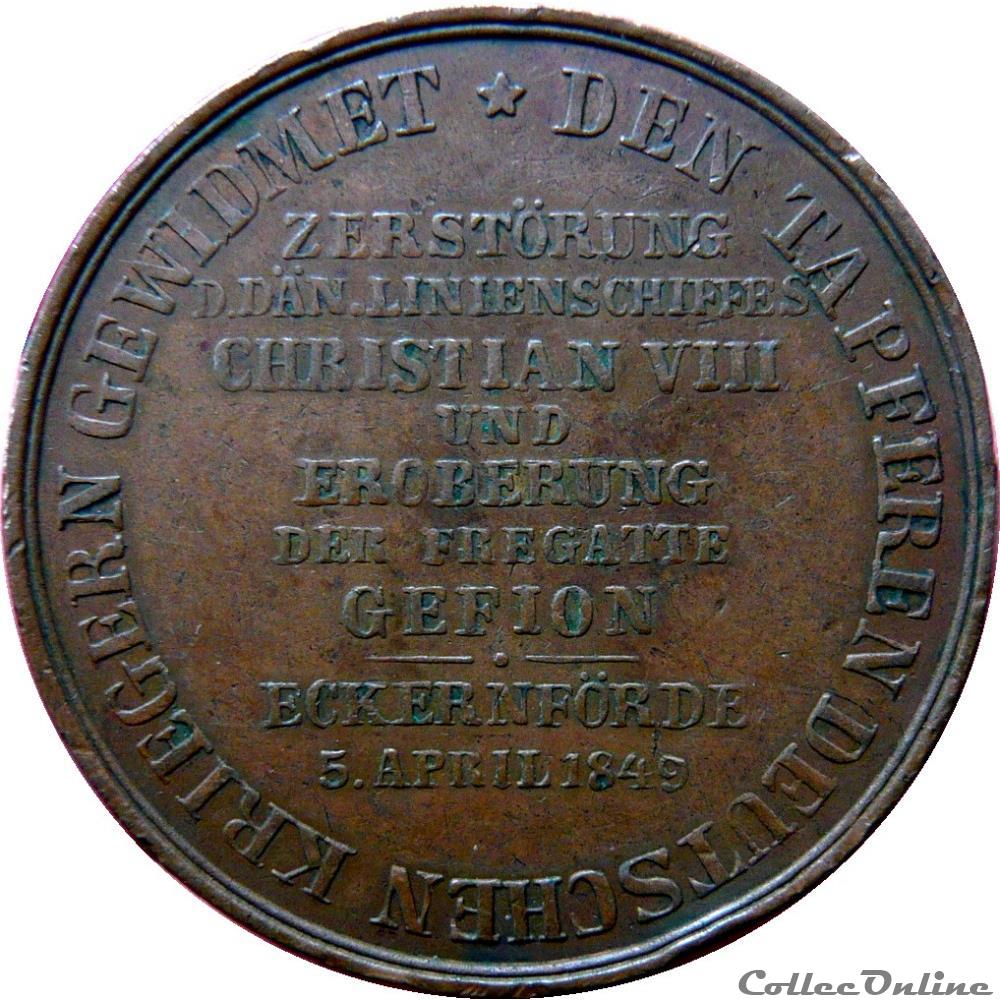 ★ DEN TAPFEREN DEUTSCHEN KRIEGERN GEWIDMET
ZERSTÖRUNG
D.DÄN.LINIENSCHIFFES
CHRISTIAN VIII
UND
EROBERUNG
DER FREGATTE
GEFION
ECKERNFÖRDE
5. APRIL 1849
CollecOnline